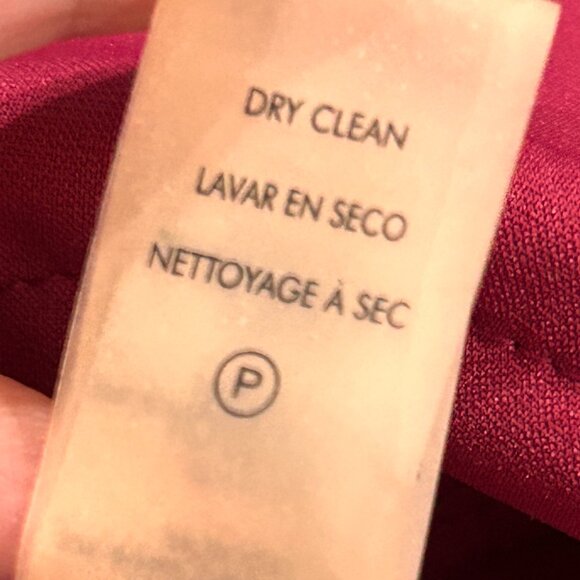 DRY CLEAN
LAVAR EN SECO
NETTOYAGE À SEC
P